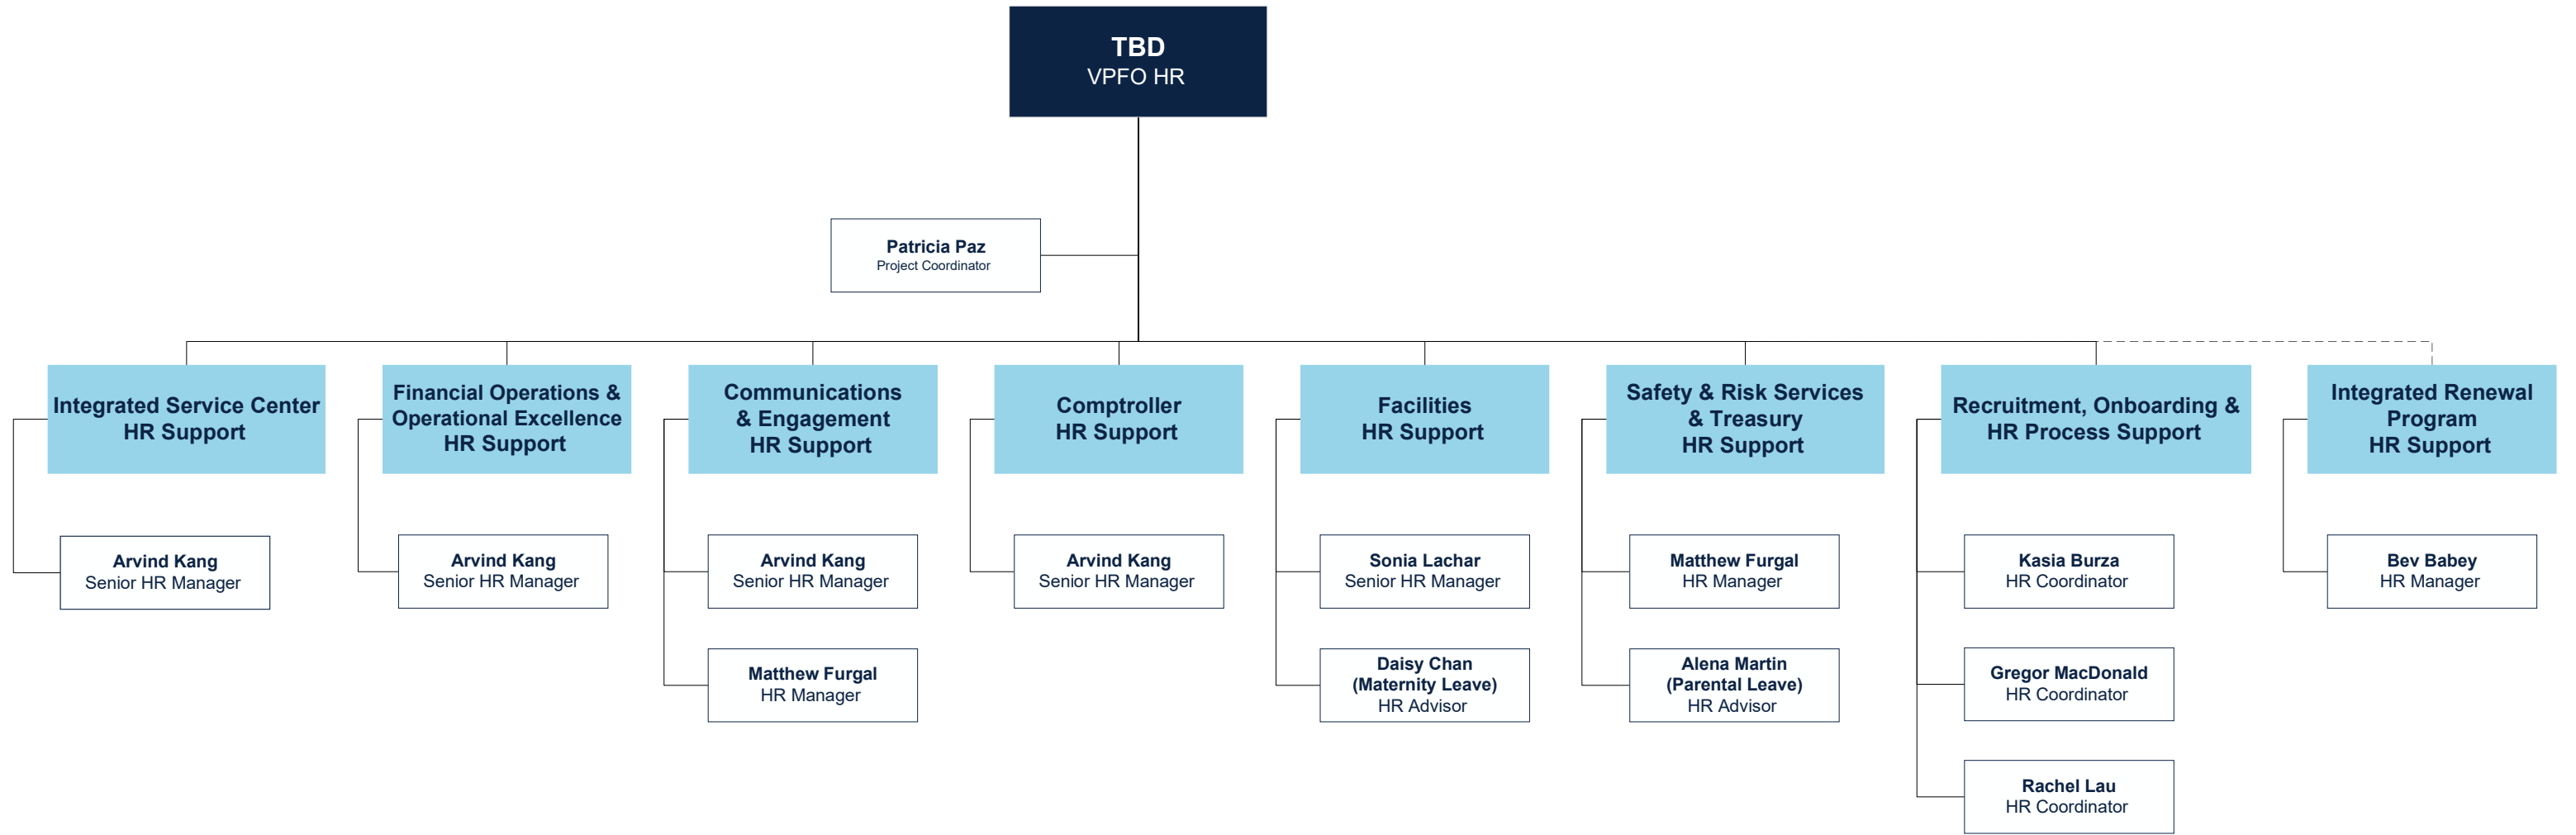 TBD
VPFO HR
Patricia Paz
Project Coordinator
Integrated Service Center
HR Support
Arvind Kang
Senior HR Manager
Financial Operations &
Operational Excellence
HR Support
Arvind Kang
Senior HR Manager
Communications
& Engagement
HR Support
Arvind Kang
Senior HR Manager
Matthew Furgal
HR Manager
Comptroller
HR Support
Arvind Kang
Senior HR Manager
Facilities
HR Support
Sonia Lachar
Senior HR Manager
Daisy Chan
(Maternity Leave)
HR Advisor
Safety & Risk Services
& Treasury
HR Support
Matthew Furgal
HR Manager
Alena Martin
(Parental Leave)
HR Advisor
Recruitment, Onboarding &
HR Process Support
Kasia Burza
HR Coordinator
Gregor MacDonald
HR Coordinator
Rachel Lau
HR Coordinator
Integrated Renewal
Program
HR Support
Bev Babey
HR Manager